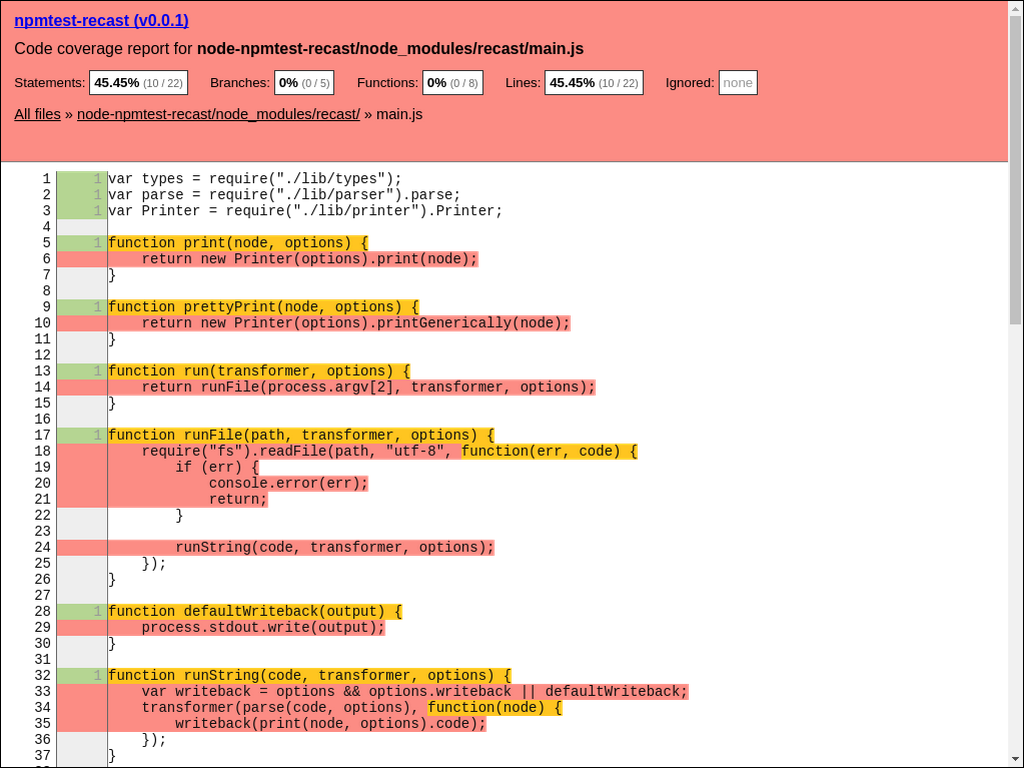 npmtest-recast (v0.0.1)
Code coverage report for node-npmtest-recast/node_modules/recast/main.js
Statements: 45.45% (10 / 22) Branches: 0% (0 / 5) Functions: 0% (0 / 8) Lines: 45.45% (10 / 22) Ignored: none
All files » node-npmtest-recast/node_modules/recast/ » main.js
1 1 var types = require("./lib/types");
2 1 var parse = require("./lib/parser").parse;
3 1 var Printer = require("./lib/printer").Printer;
4
5 1 function print(node, options) {
6     return new Printer(options).print(node);
7 }
8
9 1 function prettyPrint(node, options) {
10     return new Printer(options).printGenerically(node);
11 }
12
13 1 function run(transformer, options) {
14     return runFile(process.argv[2], transformer, options);
15 }
16
17 1 function runFile(path, transformer, options) {
18     require("fs").readFile(path, "utf-8", function(err, code) {
19         if (err) {
20             console.error(err);
21             return;
22         }
23
24         runString(code, transformer, options);
25     });
26 }
27
28 1 function defaultWriteback(output) {
29     process.stdout.write(output);
30 }
31
32 1 function runString(code, transformer, options) {
33     var writeback = options && options.writeback || defaultWriteback;
34     transformer(parse(code, options), function(node) {
35         writeback(print(node, options).code);
36     });
37 }